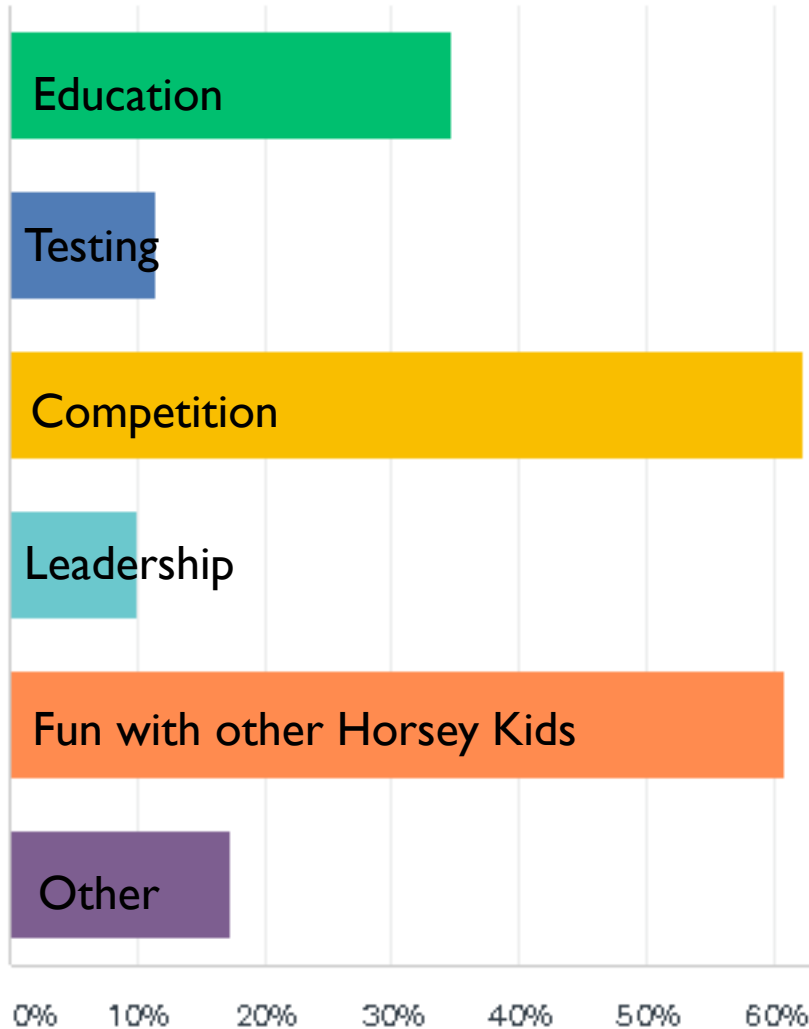 Education
Testing
Competition
Leadership
Fun with other Horsey Kids
Other
0% 10% 20% 30% 40% 50% 60%